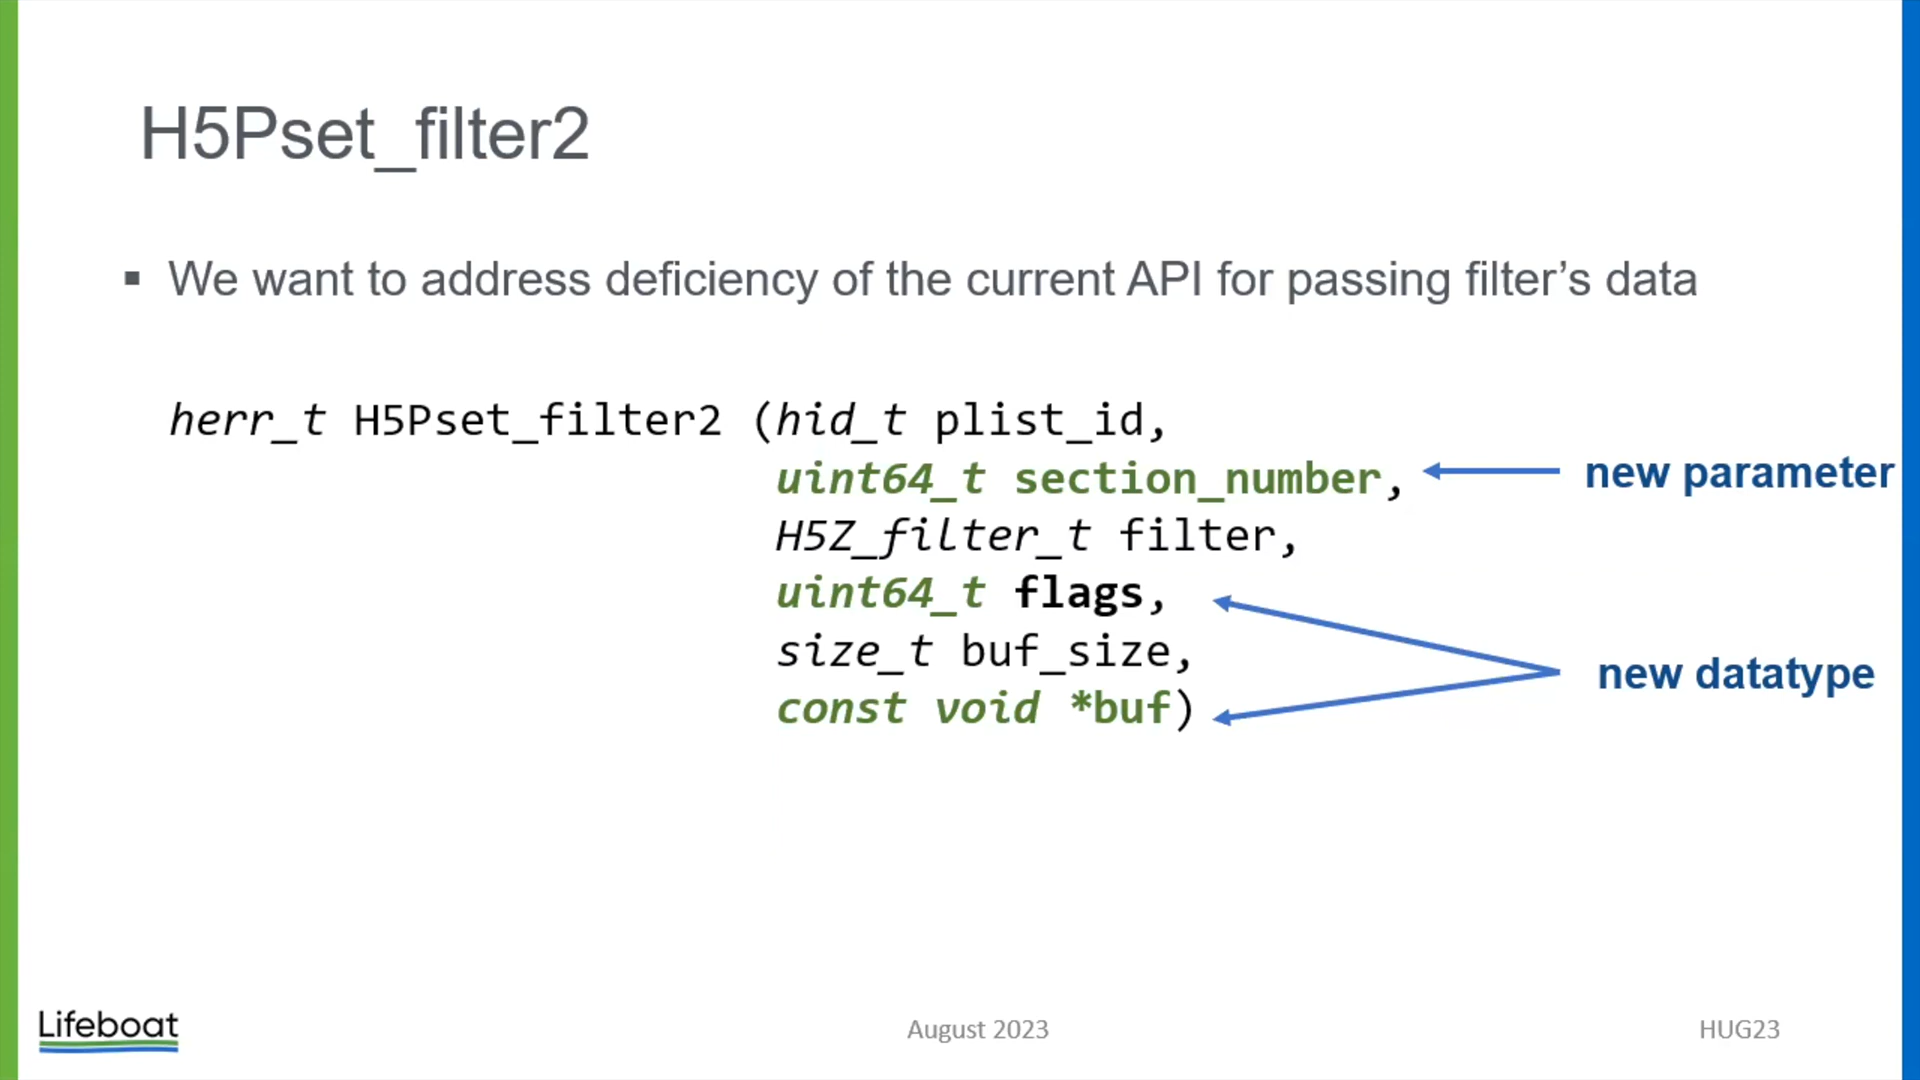 H5Pset_filter2
▪ We want to address deficiency of the current API for passing filter’s data
herr_t H5Pset_filter2 (hid_t plist_id,
uint64_t section_number,
new parameter
H5Z_filter_t filter,
uint64_t flags,
size_t buf_size,
new datatype
const void *buf)
Lifeboat
August 2023
HUG23